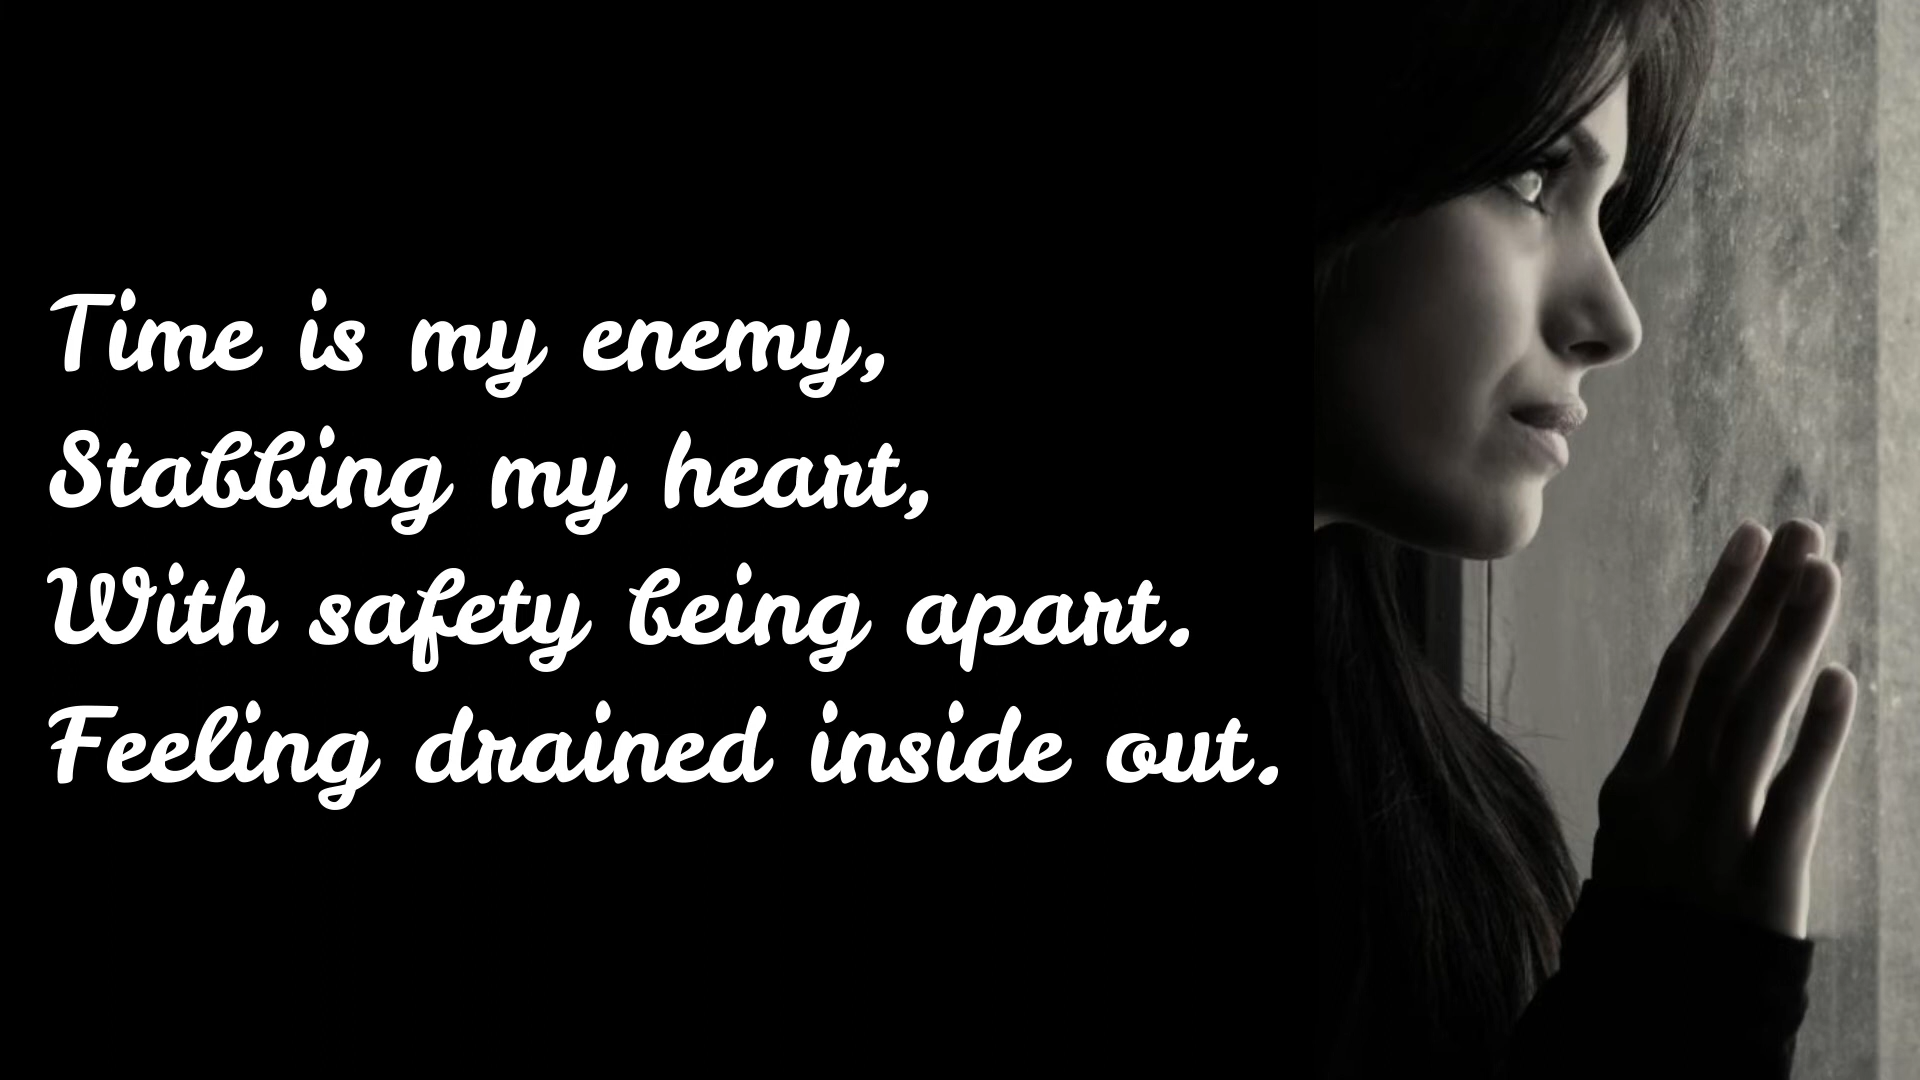 Time is my enemy,
Stabbing my heart,
With safety being apart.
Feeling drained inside out.